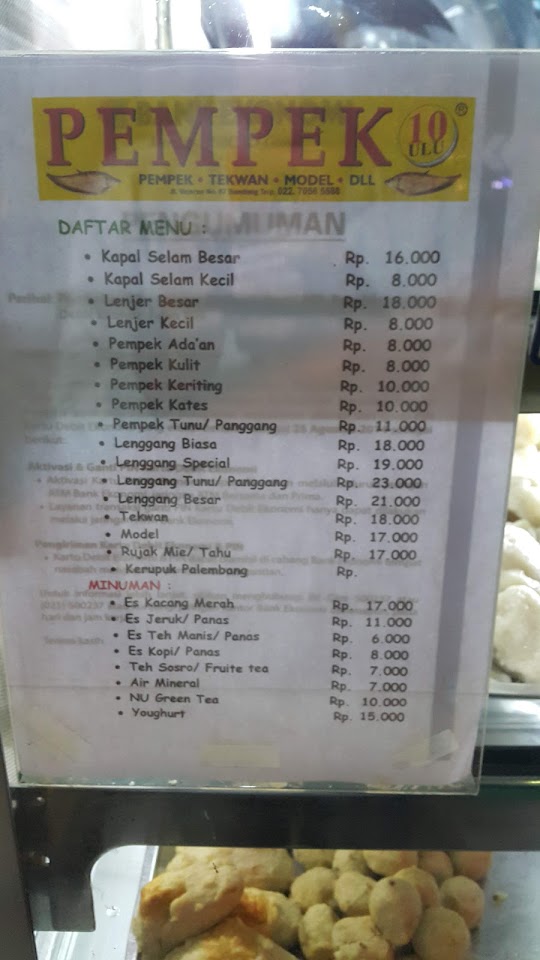 PEMPEK 10 ULU ®
PEMPEK • TEKWAN • MODEL • DLL
PENGUMUMAN
DAFTAR MENU :
• Kapal Selam Besar Rp. 16.000
• Kapal Selam Kecil Rp. 8.000
• Lenjer Besar Rp. 18.000
• Lenjer Kecil Rp. 8.000
• Pempek Ada'an Rp. 8.000
• Pempek Kulit Rp. 8.000
• Pempek Keriting Rp. 10.000
• Pempek Kates Rp. 10.000
• Pempek Tunu/ Panggang Rp. 11.000
• Lenggang Biasa Rp. 18.000
• Lenggang Special Rp. 19.000
• Lenggang Tunu/ Panggang Rp. 23.000
• Lenggang Besar Rp. 21.000
• Tekwan Rp. 18.000
• Model Rp. 17.000
• Rujak Mie/ Tahu Rp. 17.000
• Kerupuk Palembang Rp.
MINUMAN :
• Es Kacang Merah Rp. 17.000
• Es Jeruk/ Panas Rp. 11.000
• Es Teh Manis/ Panas Rp. 6.000
• Es Kopi/ Panas Rp. 8.000
• Teh Sosro/ Fruite tea Rp. 7.000
• Air Mineral Rp. 7.000
• NU Green Tea Rp. 10.000
• Youghurt Rp. 15.000